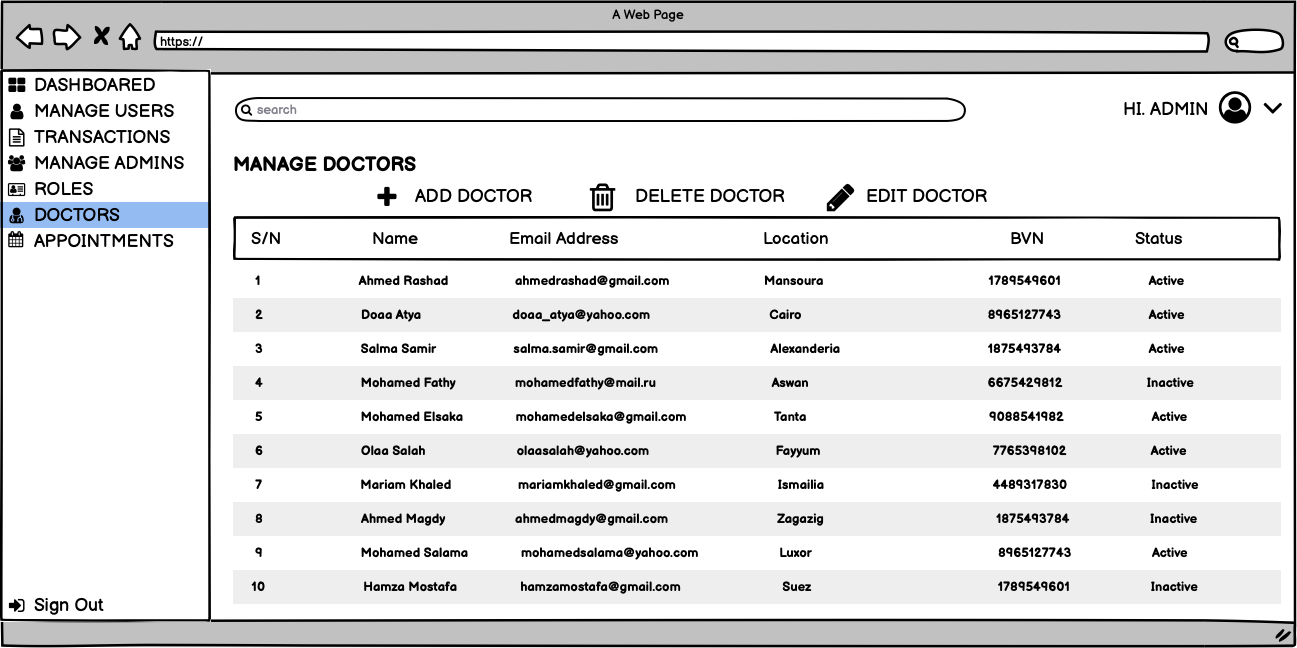 A Web Page
https://
DASHBOARED
MANAGE USERS
TRANSACTIONS
MANAGE ADMINS
ROLES
DOCTORS
APPOINTMENTS
Sign Out
search
HI. ADMIN
MANAGE DOCTORS
ADD DOCTOR DELETE DOCTOR EDIT DOCTOR
S/N Name Email Address Location BVN Status
1 Ahmed Rashad ahmedrashad@gmail.com Mansoura 1789549601 Active
2 Doaa Atya doaa_atya@yahoo.com Cairo 8965127743 Active
3 Salma Samir salma.samir@gmail.com Alexanderia 1875493784 Active
4 Mohamed Fathy mohamedfathy@mail.ru Aswan 6675429812 Inactive
5 Mohamed Elsaka mohamedelsaka@gmail.com Tanta 9088541982 Active
6 Olaa Salah olaasalah@yahoo.com Fayyum 7765398102 Active
7 Mariam Khaled mariamkhaled@gmail.com Ismailia 4489317830 Inactive
8 Ahmed Magdy ahmedmagdy@gmail.com Zagazig 1875493784 Inactive
9 Mohamed Salama mohamedsalama@yahoo.com Luxor 8965127743 Active
10 Hamza Mostafa hamzamostafa@gmail.com Suez 1789549601 Inactive